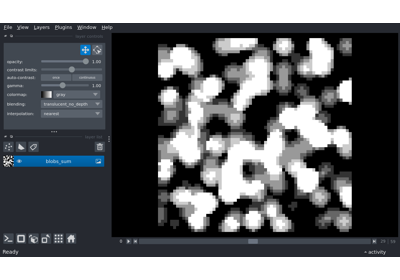 File View Layers Plugins Window Help
opacity: 1.00
contrast limits:
auto-contrast: once continuous
gamma: 1.00
colormap: gray
blending: translucent_no_depth
interpolation: nearest
blobs_sum
Ready
activity